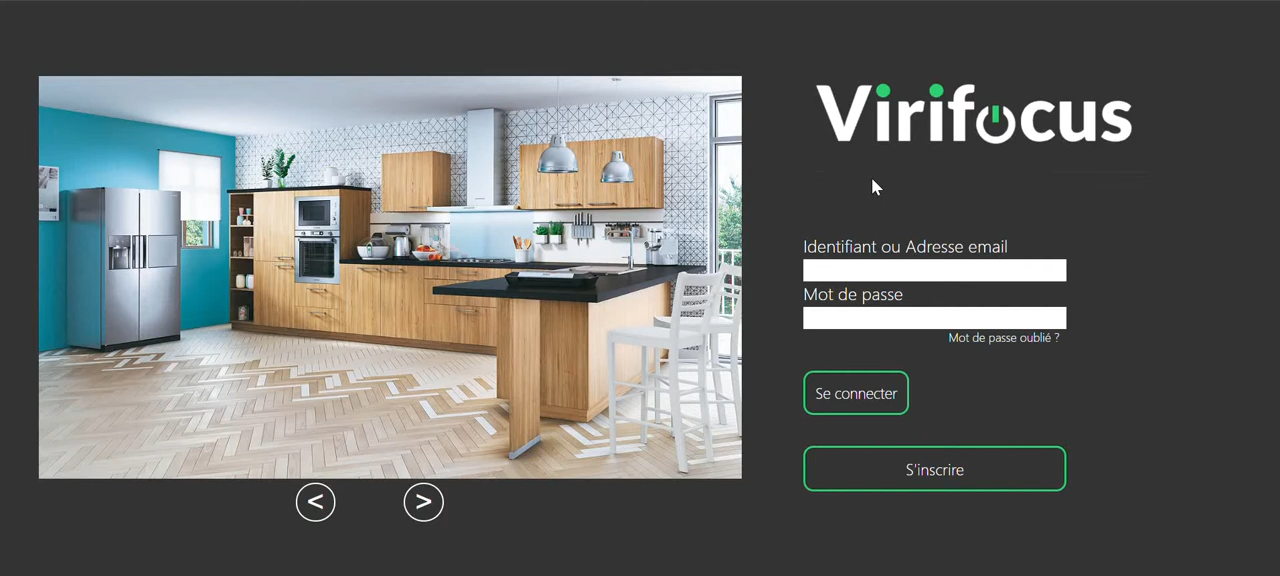 Virifocus
Identifiant ou Adresse email
Mot de passe
Mot de passe oublié ?
Se connecter
S'inscrire
< >